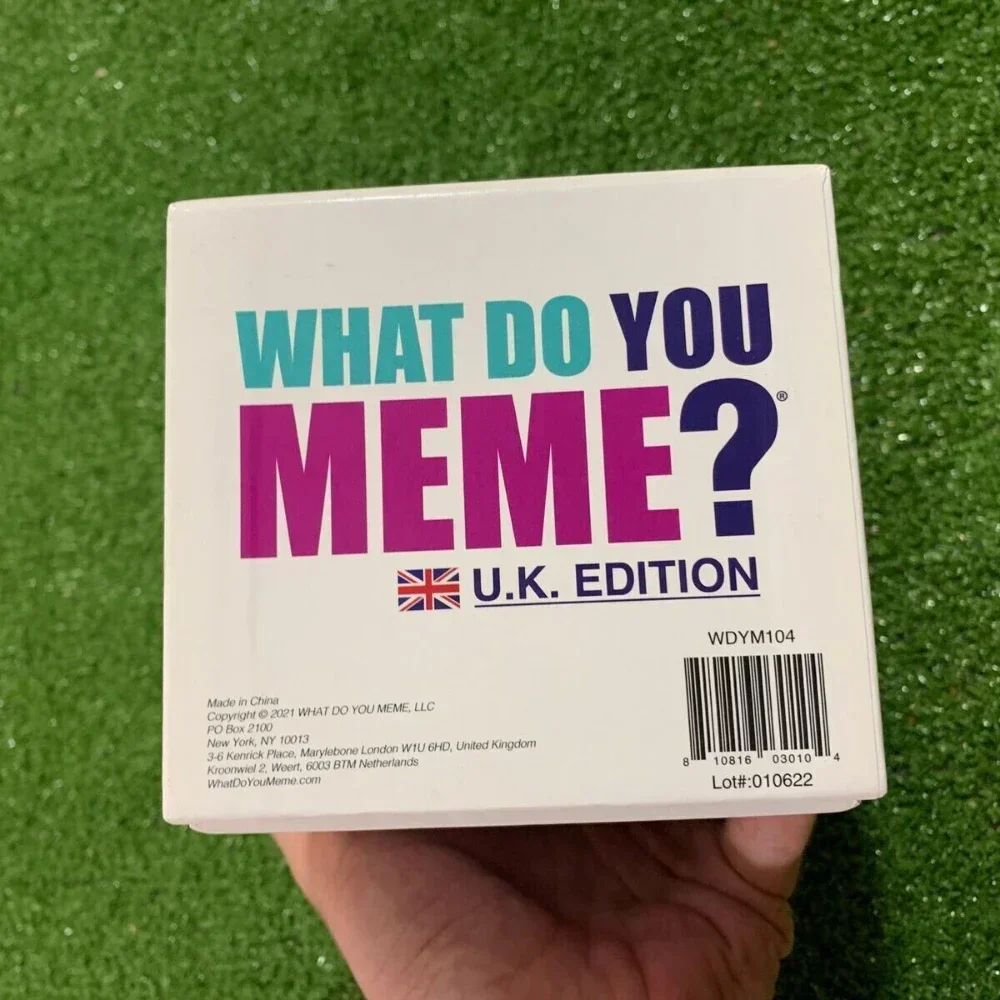 WHAT DO YOU
MEME?®
U.K. EDITION
WDYM104
Made in China
Copyright © 2021 WHAT DO YOU MEME, LLC
PO Box 2100
New York, NY 10013
3-6 Kenrick Place, Marylebone London W1U 6HD, United Kingdom
Kroonwiel 2, Weert, 6003 BTM Netherlands
WhatDoYouMeme.com
8 10816 03010 4
Lot#:010622